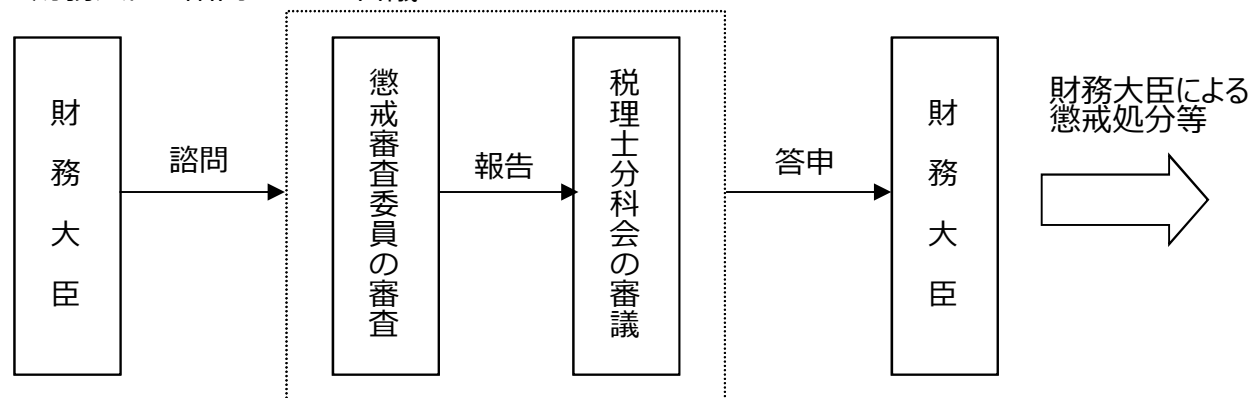 財務大臣
諮問
懲戒審査委員の審査
報告
税理士分科会の審議
答申
財務大臣
財務大臣による
懲戒処分等